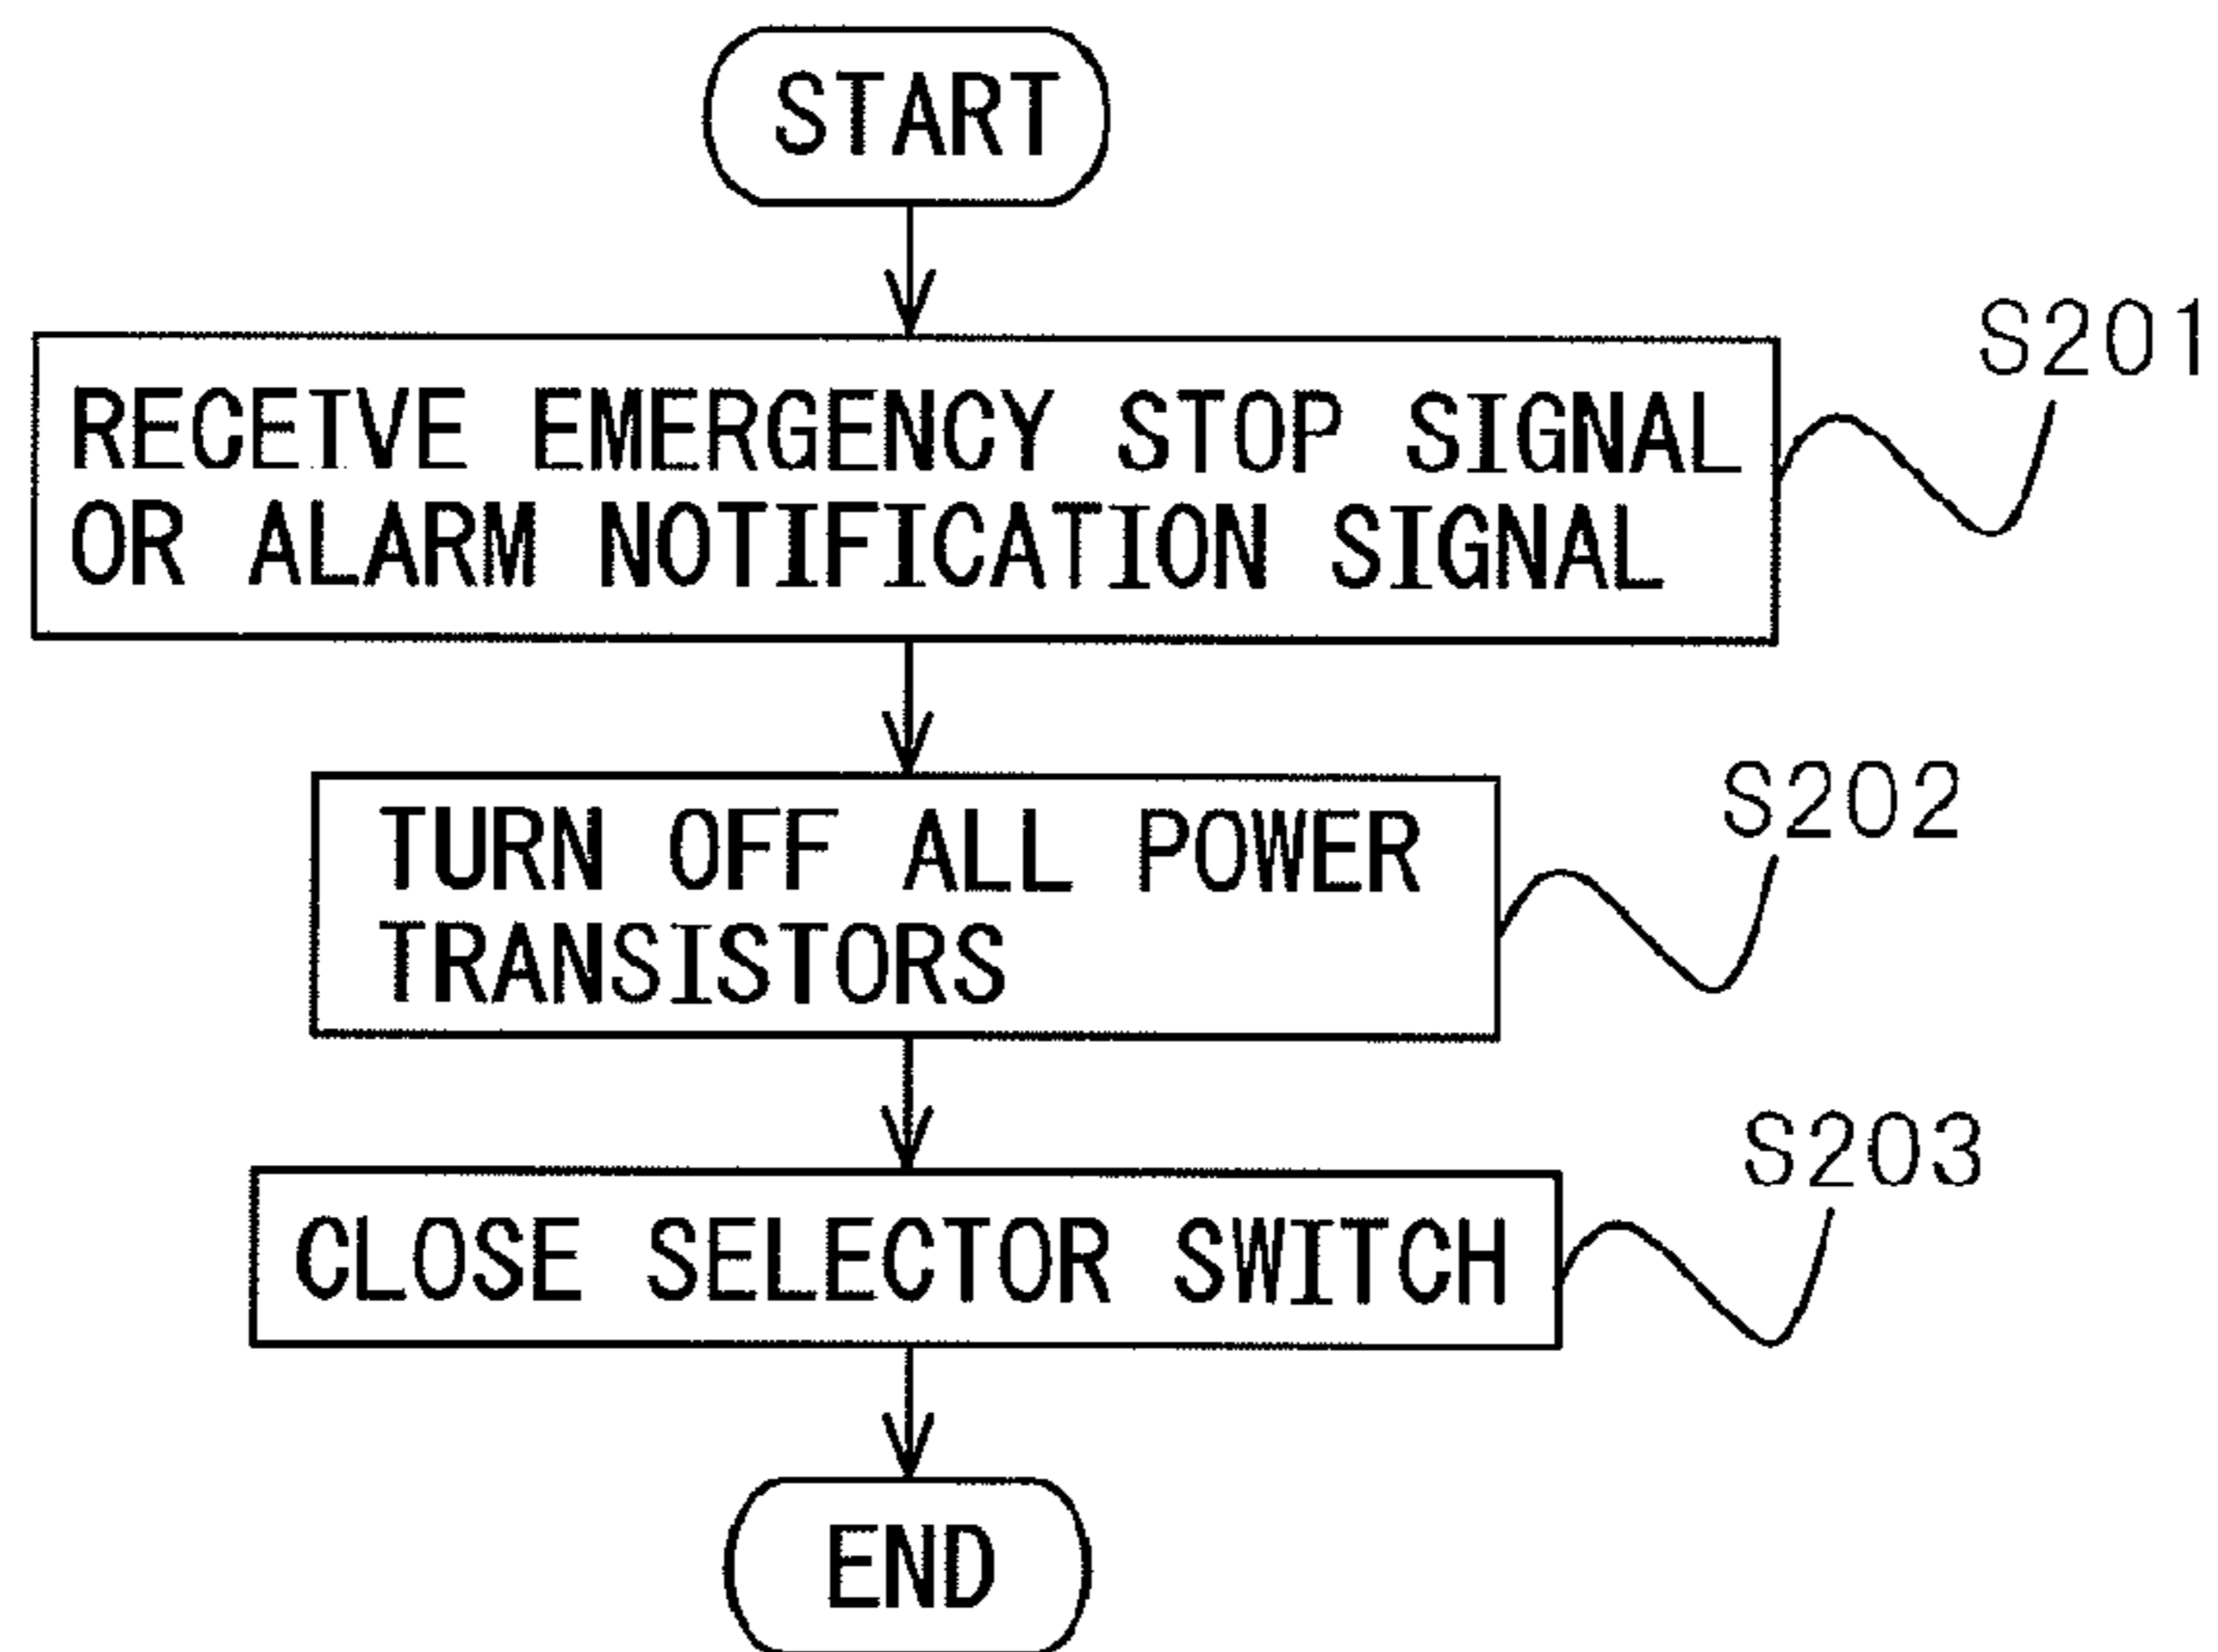 START
S201
RECEIVE EMERGENCY STOP SIGNAL
OR ALARM NOTIFICATION SIGNAL
S202
TURN OFF ALL POWER
TRANSISTORS
S203
CLOSE SELECTOR SWITCH
END